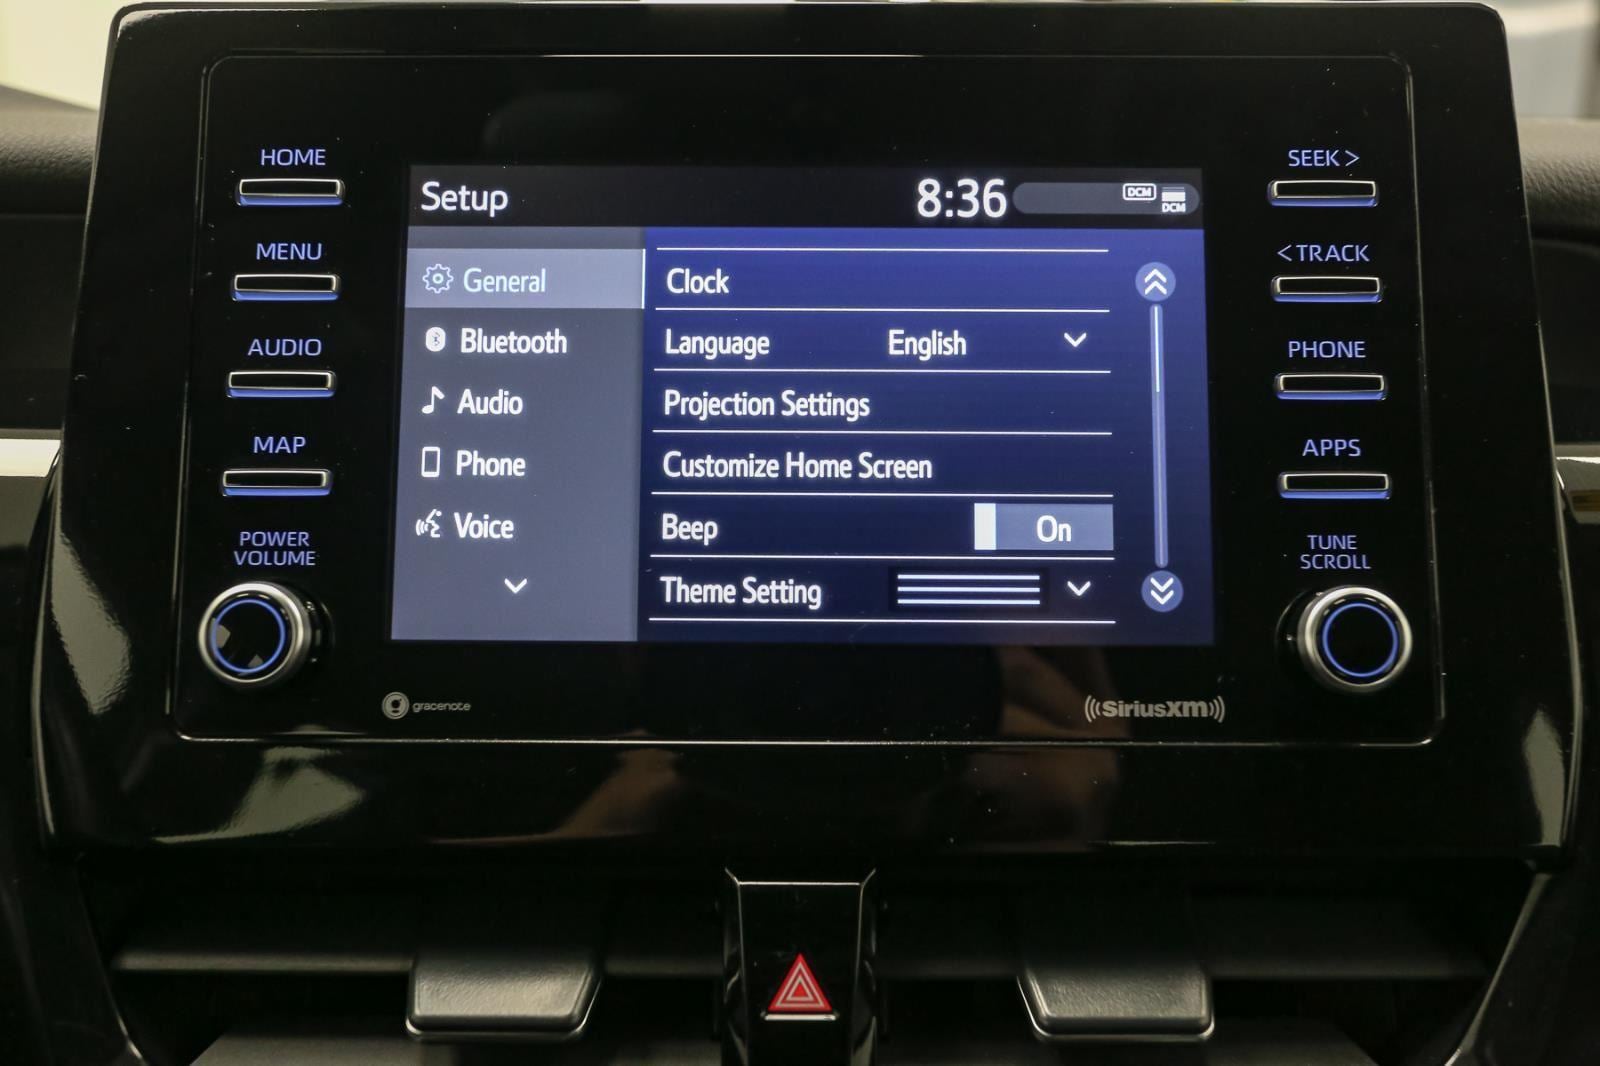 HOME
MENU
AUDIO
MAP
POWER
VOLUME
Setup
8:36
DCM
DCM
General
Bluetooth
Audio
Phone
Voice
Clock
Language English
Projection Settings
Customize Home Screen
Beep On
Theme Setting
SEEK >
< TRACK
PHONE
APPS
TUNE
SCROLL
gracenote
((SiriusXM))